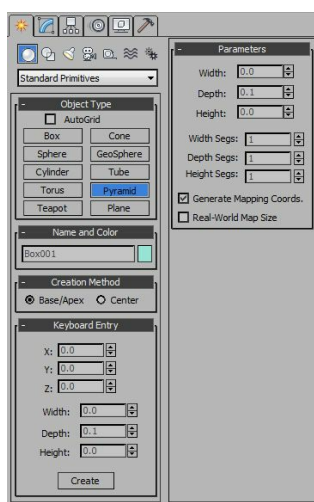 Standard Primitives
- Object Type
AutoGrid
Box Cone
Sphere GeoSphere
Cylinder Tube
Torus Pyramid
Teapot Plane
- Name and Color
Box001
- Creation Method
Base/Apex Center
- Keyboard Entry
X: 0.0
Y: 0.0
Z: 0.0
Width: 0.0
Depth: 0.1
Height: 0.0
Create
- Parameters
Width: 0.0
Depth: 0.1
Height: 0.0
Width Segs: 1
Depth Segs: 1
Height Segs: 1
Generate Mapping Coords.
Real-World Map Size